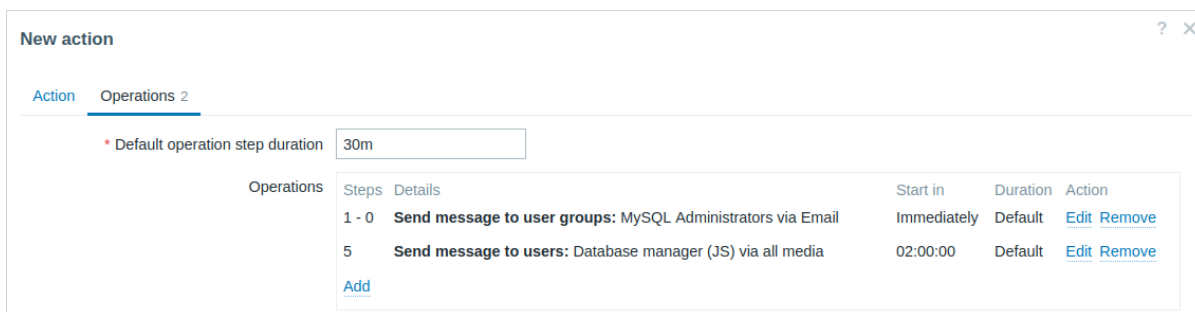 New action
? ×
Action Operations 2
* Default operation step duration 30m
Operations Steps Details Start in Duration Action
1 - 0 Send message to user groups: MySQL Administrators via Email Immediately Default Edit Remove
5 Send message to users: Database manager (JS) via all media 02:00:00 Default Edit Remove
Add